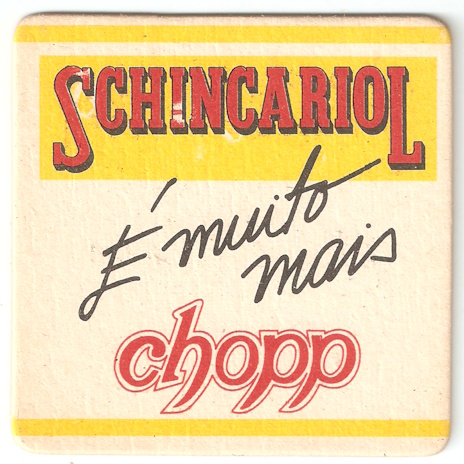 SCHINCARIOL
É muito
mais
chopp